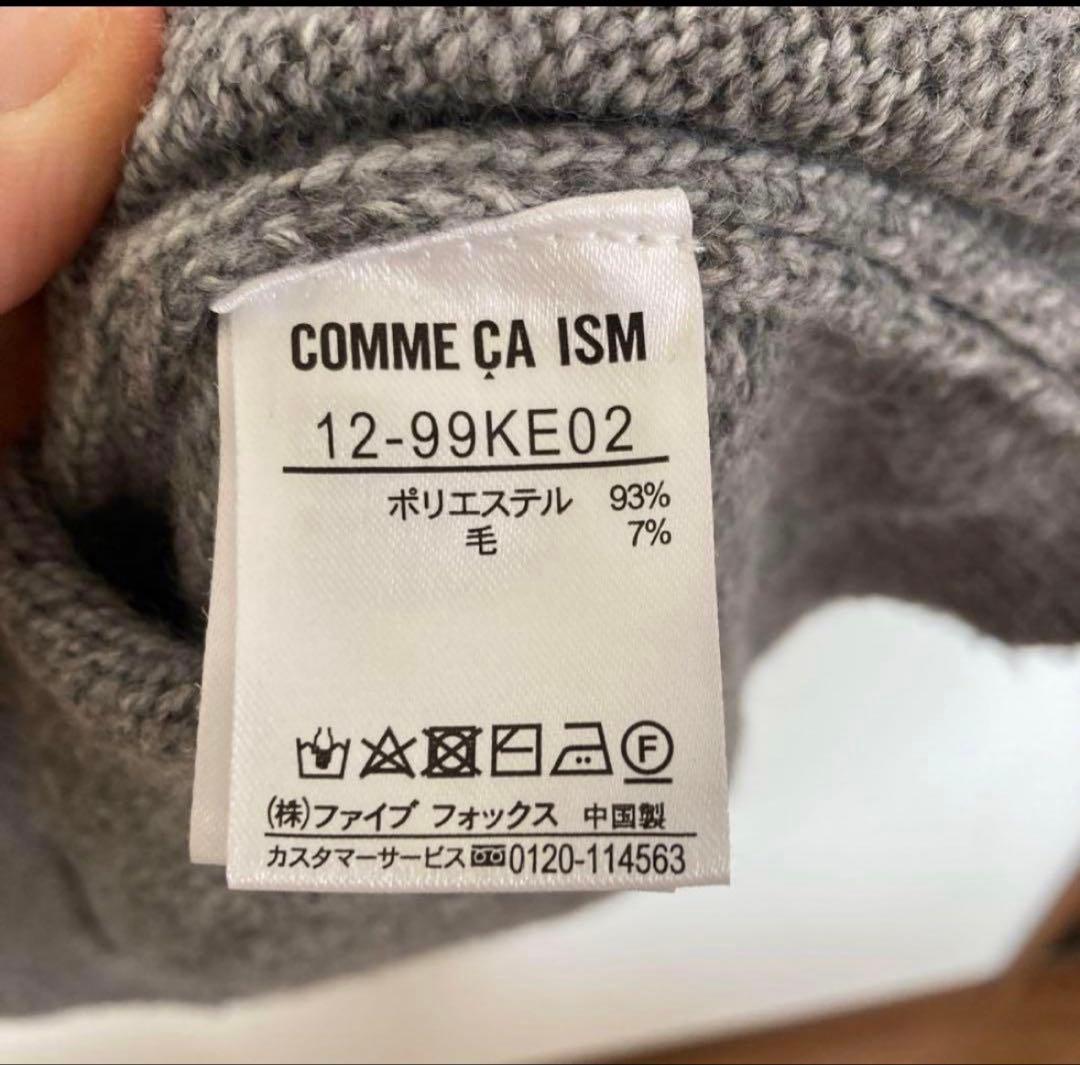 COMME ÇA ISM
12-99KE02
ポリエステル 93%
毛 7%
F
(株)ファイブ フォックス 中国製
カスタマーサービス 0120-114563